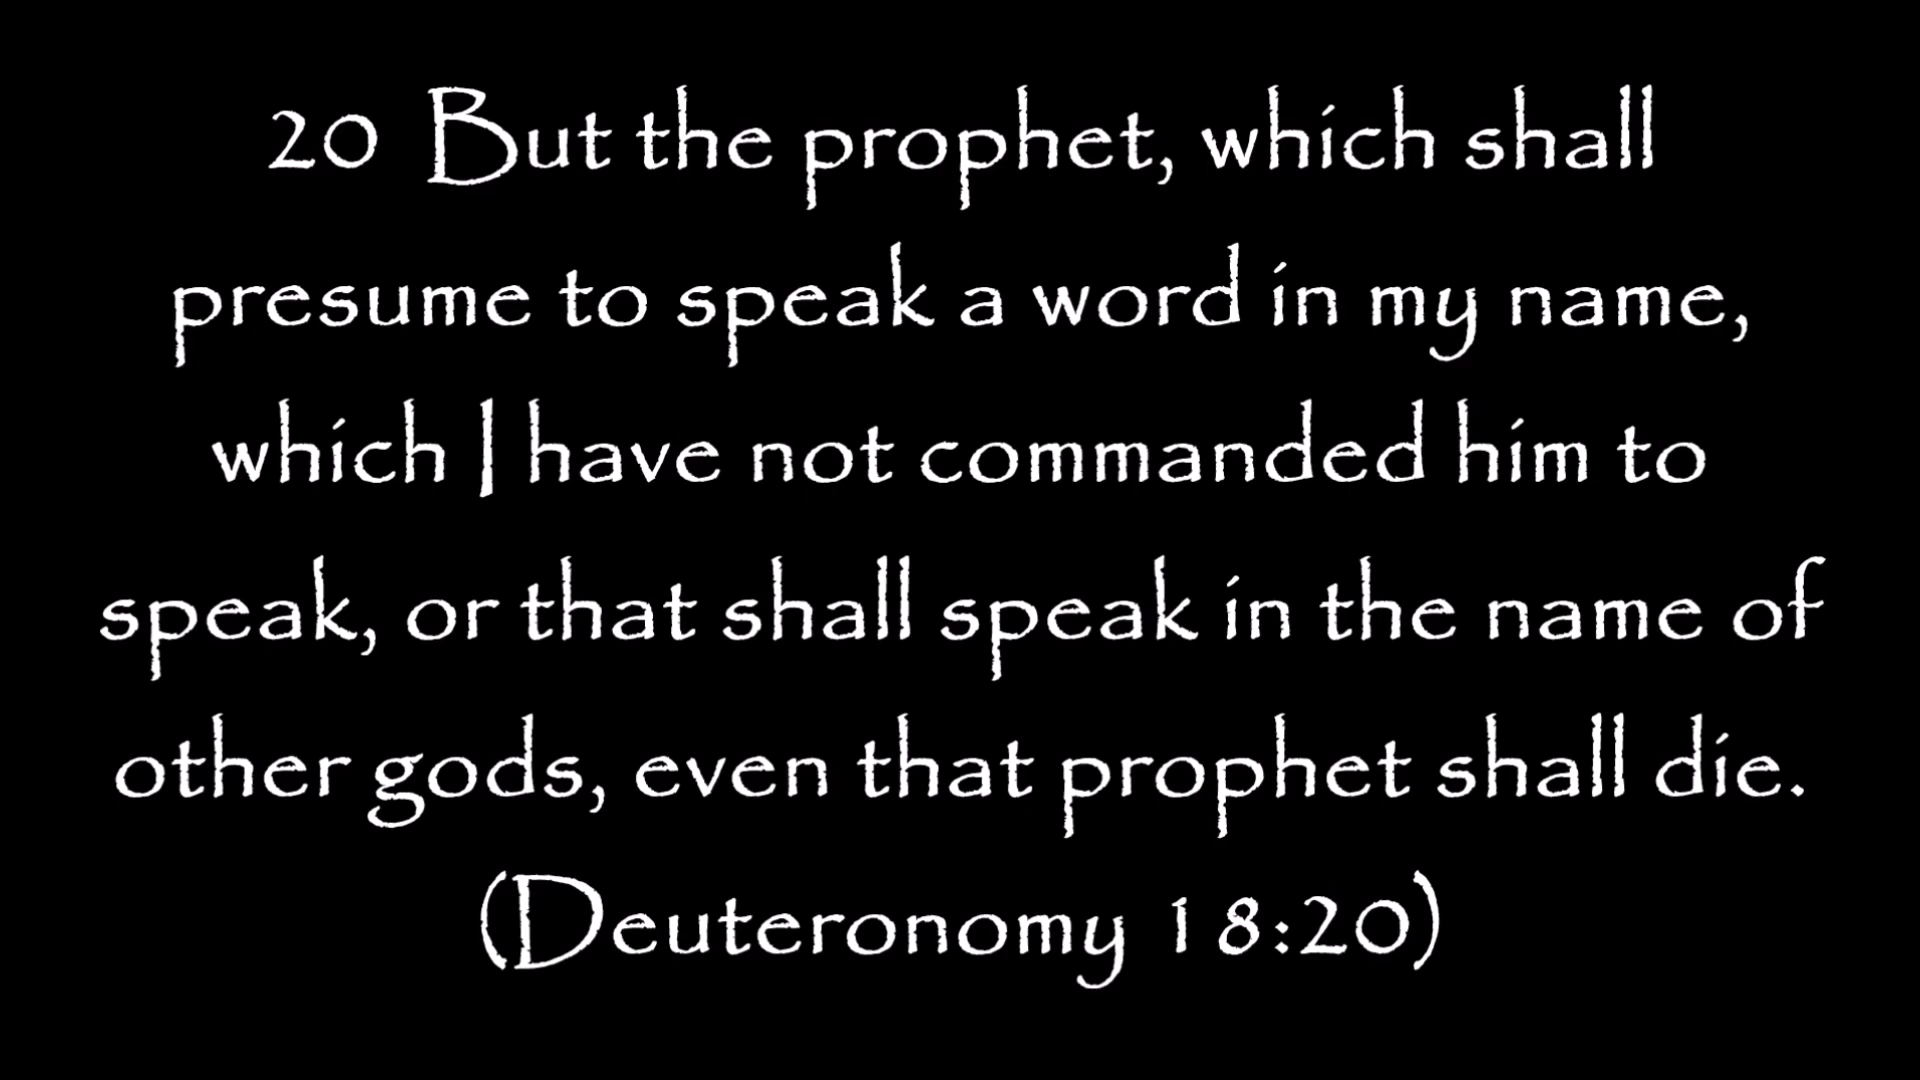 20 But the prophet, which shall
presume to speak a word in my name,
which I have not commanded him to
speak, or that shall speak in the name of
other gods, even that prophet shall die.
(Deuteronomy 18:20)